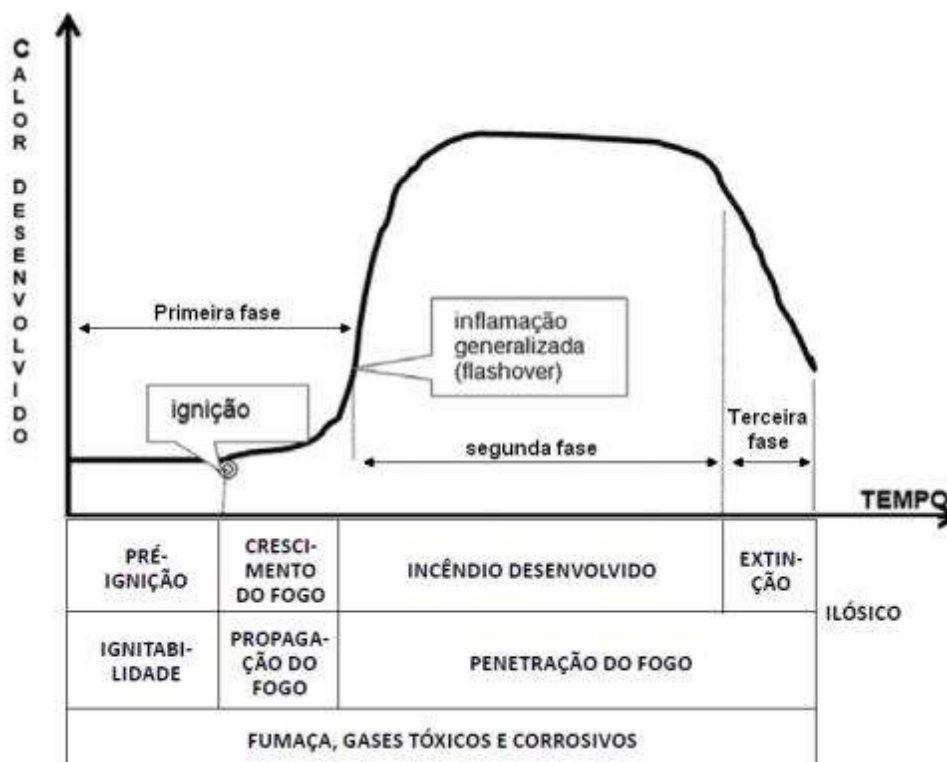 CALOR DESENVOLVIDO
Primeira fase
inflamação
generalizada
(flashover)
ignição
segunda fase
Terceira
fase
TEMPO
PRÉ-
IGNIÇÃO
CRESCI-
MENTO
DO FOGO
INCÊNDIO DESENVOLVIDO
EXTIN-
ÇÃO
ILÓSICO
IGNITABI-
LIDADE
PROPAGA-
ÇÃO DO
FOGO
PENETRAÇÃO DO FOGO
FUMAÇA, GASES TÓXICOS E CORROSIVOS